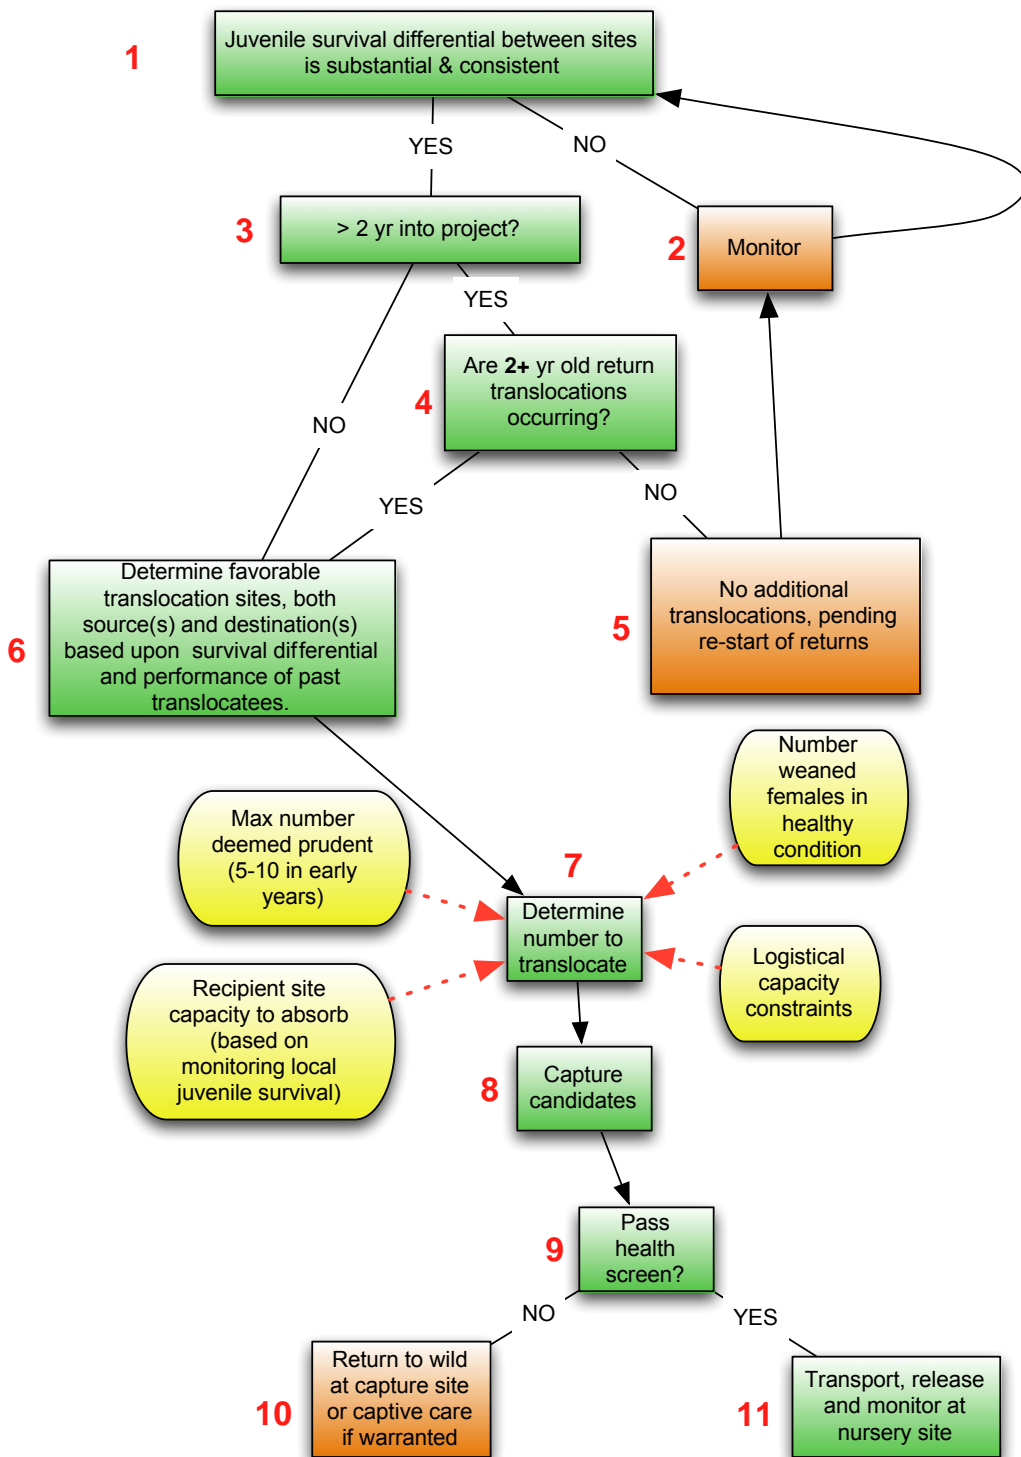 1
Juvenile survival differential between sites
is substantial & consistent
YES
NO
3
> 2 yr into project?
2
Monitor
YES
4
Are 2+ yr old return
translocations
occurring?
NO
YES
NO
6
Determine favorable
translocation sites, both
source(s) and destination(s)
based upon survival differential
and performance of past
translocatees.
5
No additional
translocations, pending
re-start of returns
Max number
deemed prudent
(5-10 in early
years)
Number
weaned
females in
healthy
condition
7
Determine
number to
translocate
Recipient site
capacity to absorb
(based on
monitoring local
juvenile survival)
Logistical
capacity
constraints
8
Capture
candidates
9
Pass
health
screen?
NO
YES
10
Return to wild
at capture site
or captive care
if warranted
11
Transport, release
and monitor at
nursery site